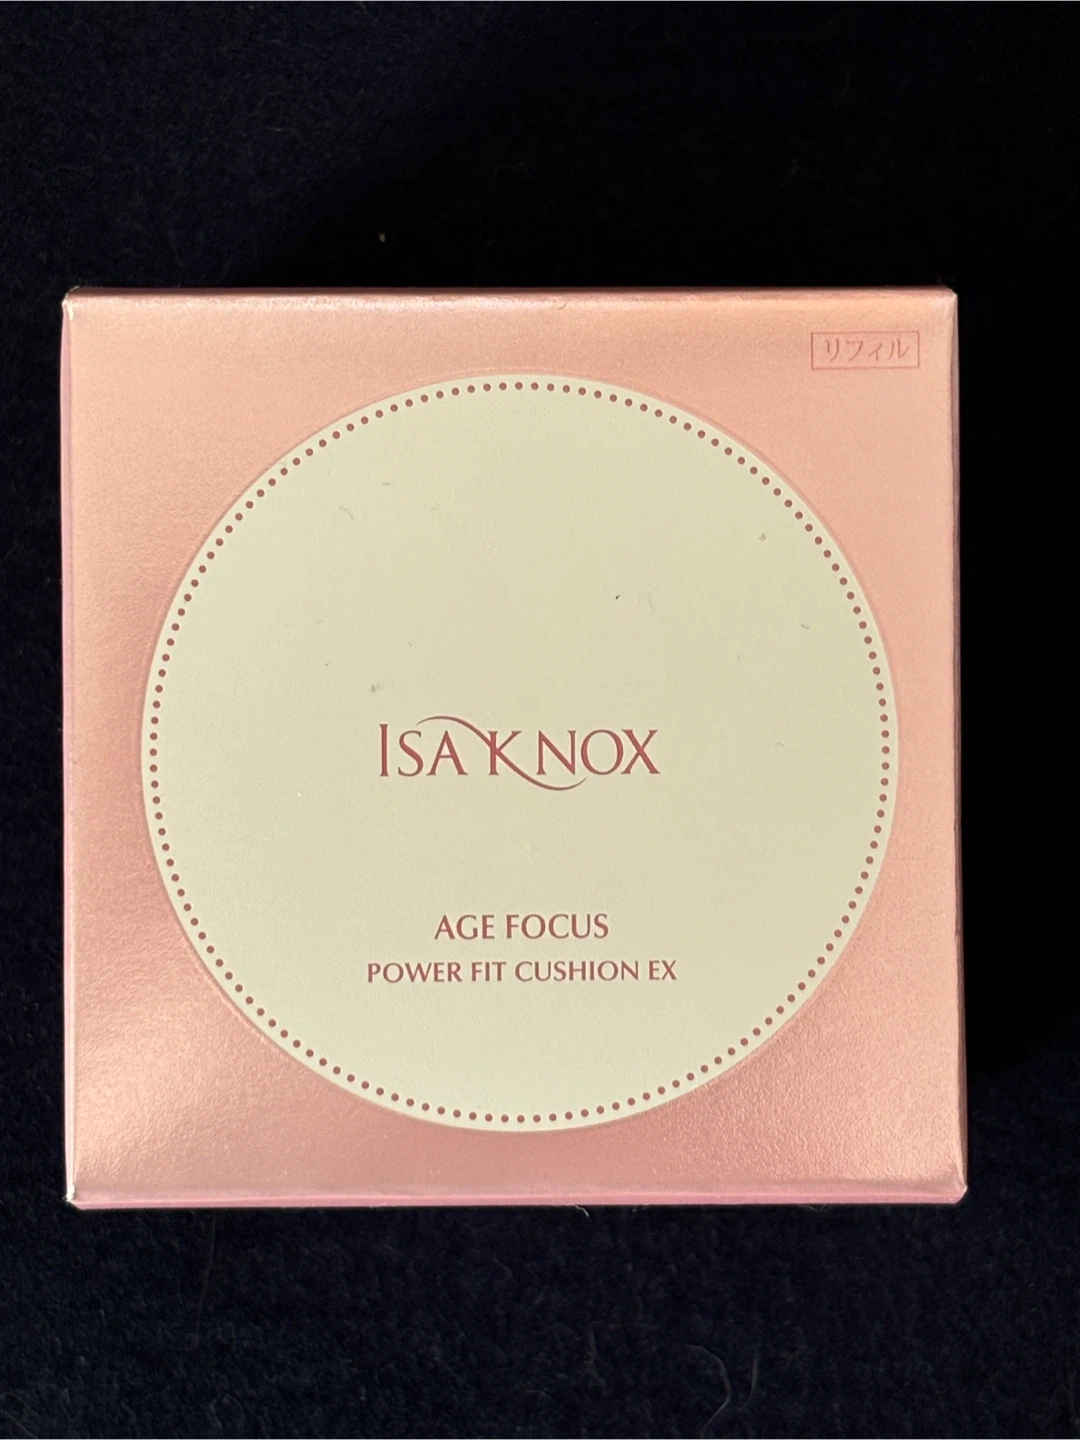 リフィル
ISA KNOX
AGE FOCUS
POWER FIT CUSHION EX